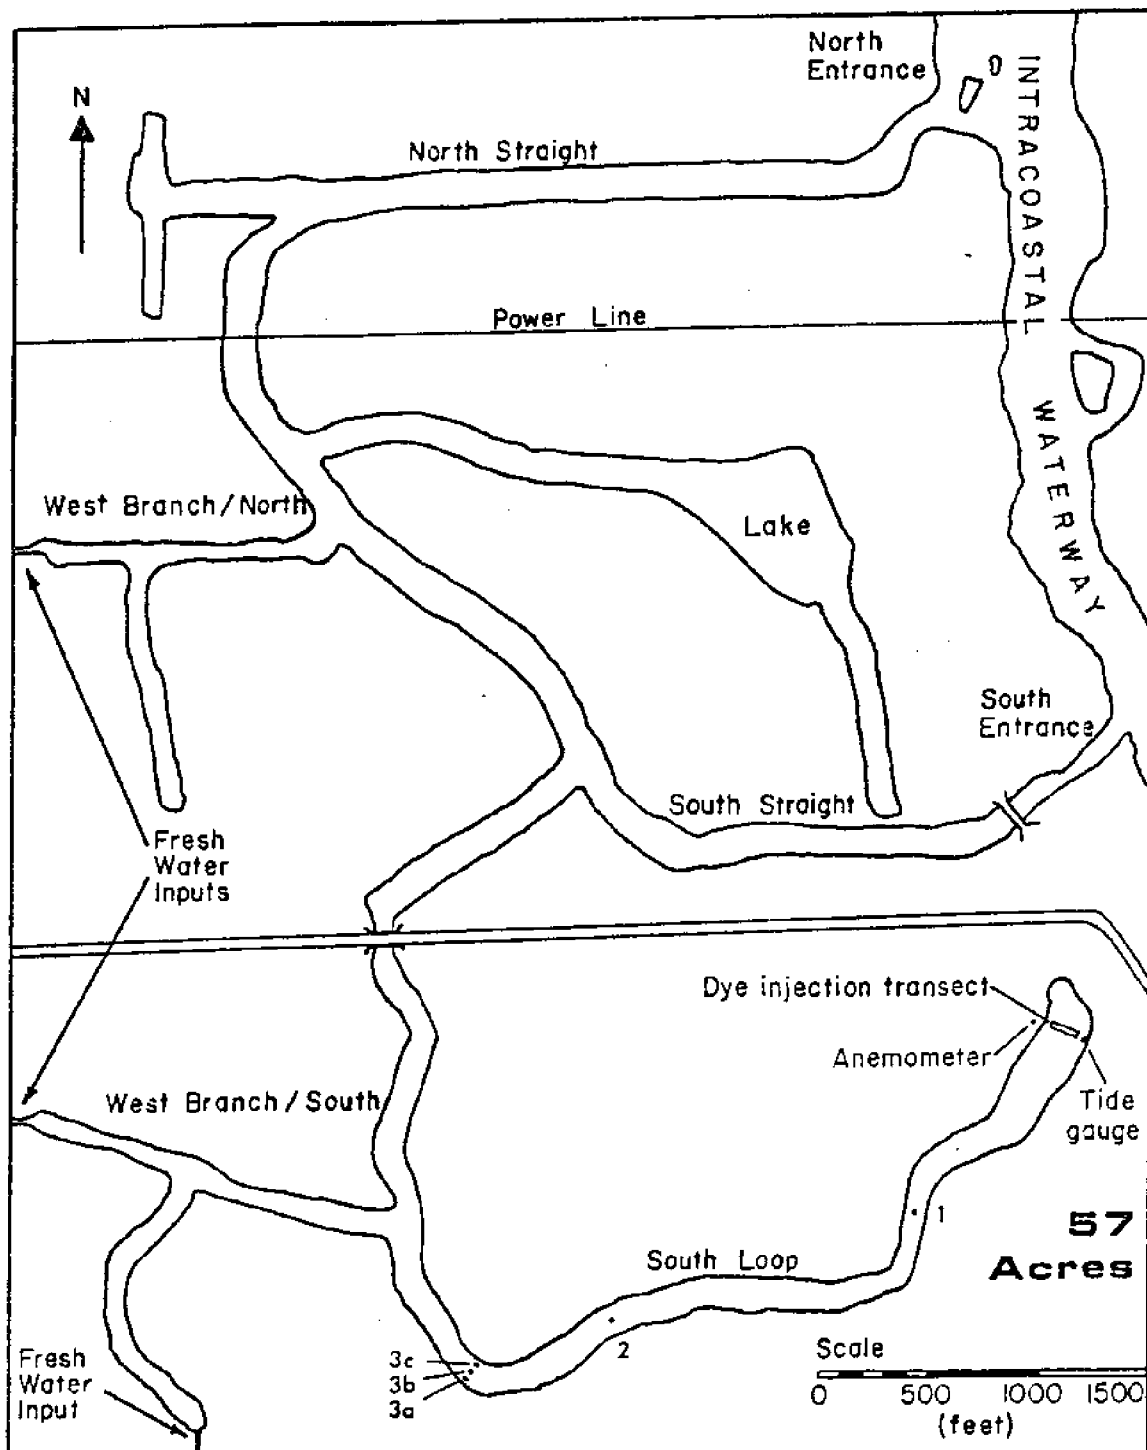 North
Entrance
N
North Straight
INTRACOASTAL
WATERWAY
Power Line
West Branch/North
Lake
South
Entrance
South Straight
Fresh
Water
Inputs
Dye injection transect
Anemometer
Tide
gauge
West Branch/South
1
57
Acres
South Loop
2
3c
3b
3a
Fresh
Water
Input
Scale
0 500 1000 1500
(feet)